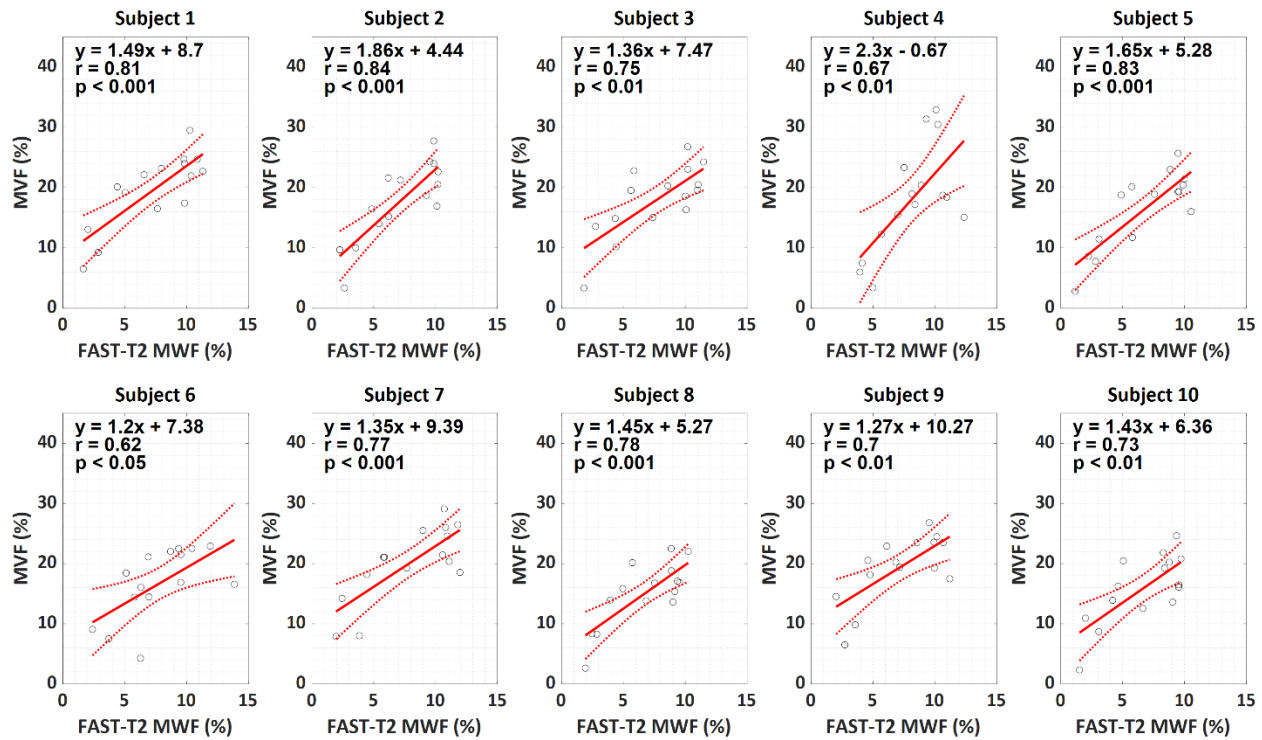 Subject 1
y = 1.49x + 8.7
r = 0.81
p < 0.001
MVF (%)
40
30
20
10
0
0 5 10 15
FAST-T2 MWF (%)
Subject 2
y = 1.86x + 4.44
r = 0.84
p < 0.001
MVF (%)
40
30
20
10
0
0 5 10 15
FAST-T2 MWF (%)
Subject 3
y = 1.36x + 7.47
r = 0.75
p < 0.01
MVF (%)
40
30
20
10
0
0 5 10 15
FAST-T2 MWF (%)
Subject 4
y = 2.3x - 0.67
r = 0.67
p < 0.01
MVF (%)
40
30
20
10
0
0 5 10 15
FAST-T2 MWF (%)
Subject 5
y = 1.65x + 5.28
r = 0.83
p < 0.001
MVF (%)
40
30
20
10
0
0 5 10 15
FAST-T2 MWF (%)
Subject 6
y = 1.2x + 7.38
r = 0.62
p < 0.05
MVF (%)
40
30
20
10
0
0 5 10 15
FAST-T2 MWF (%)
Subject 7
y = 1.35x + 9.39
r = 0.77
p < 0.001
MVF (%)
40
30
20
10
0
0 5 10 15
FAST-T2 MWF (%)
Subject 8
y = 1.45x + 5.27
r = 0.78
p < 0.001
MVF (%)
40
30
20
10
0
0 5 10 15
FAST-T2 MWF (%)
Subject 9
y = 1.27x + 10.27
r = 0.7
p < 0.01
MVF (%)
40
30
20
10
0
0 5 10 15
FAST-T2 MWF (%)
Subject 10
y = 1.43x + 6.36
r = 0.73
p < 0.01
MVF (%)
40
30
20
10
0
0 5 10 15
FAST-T2 MWF (%)